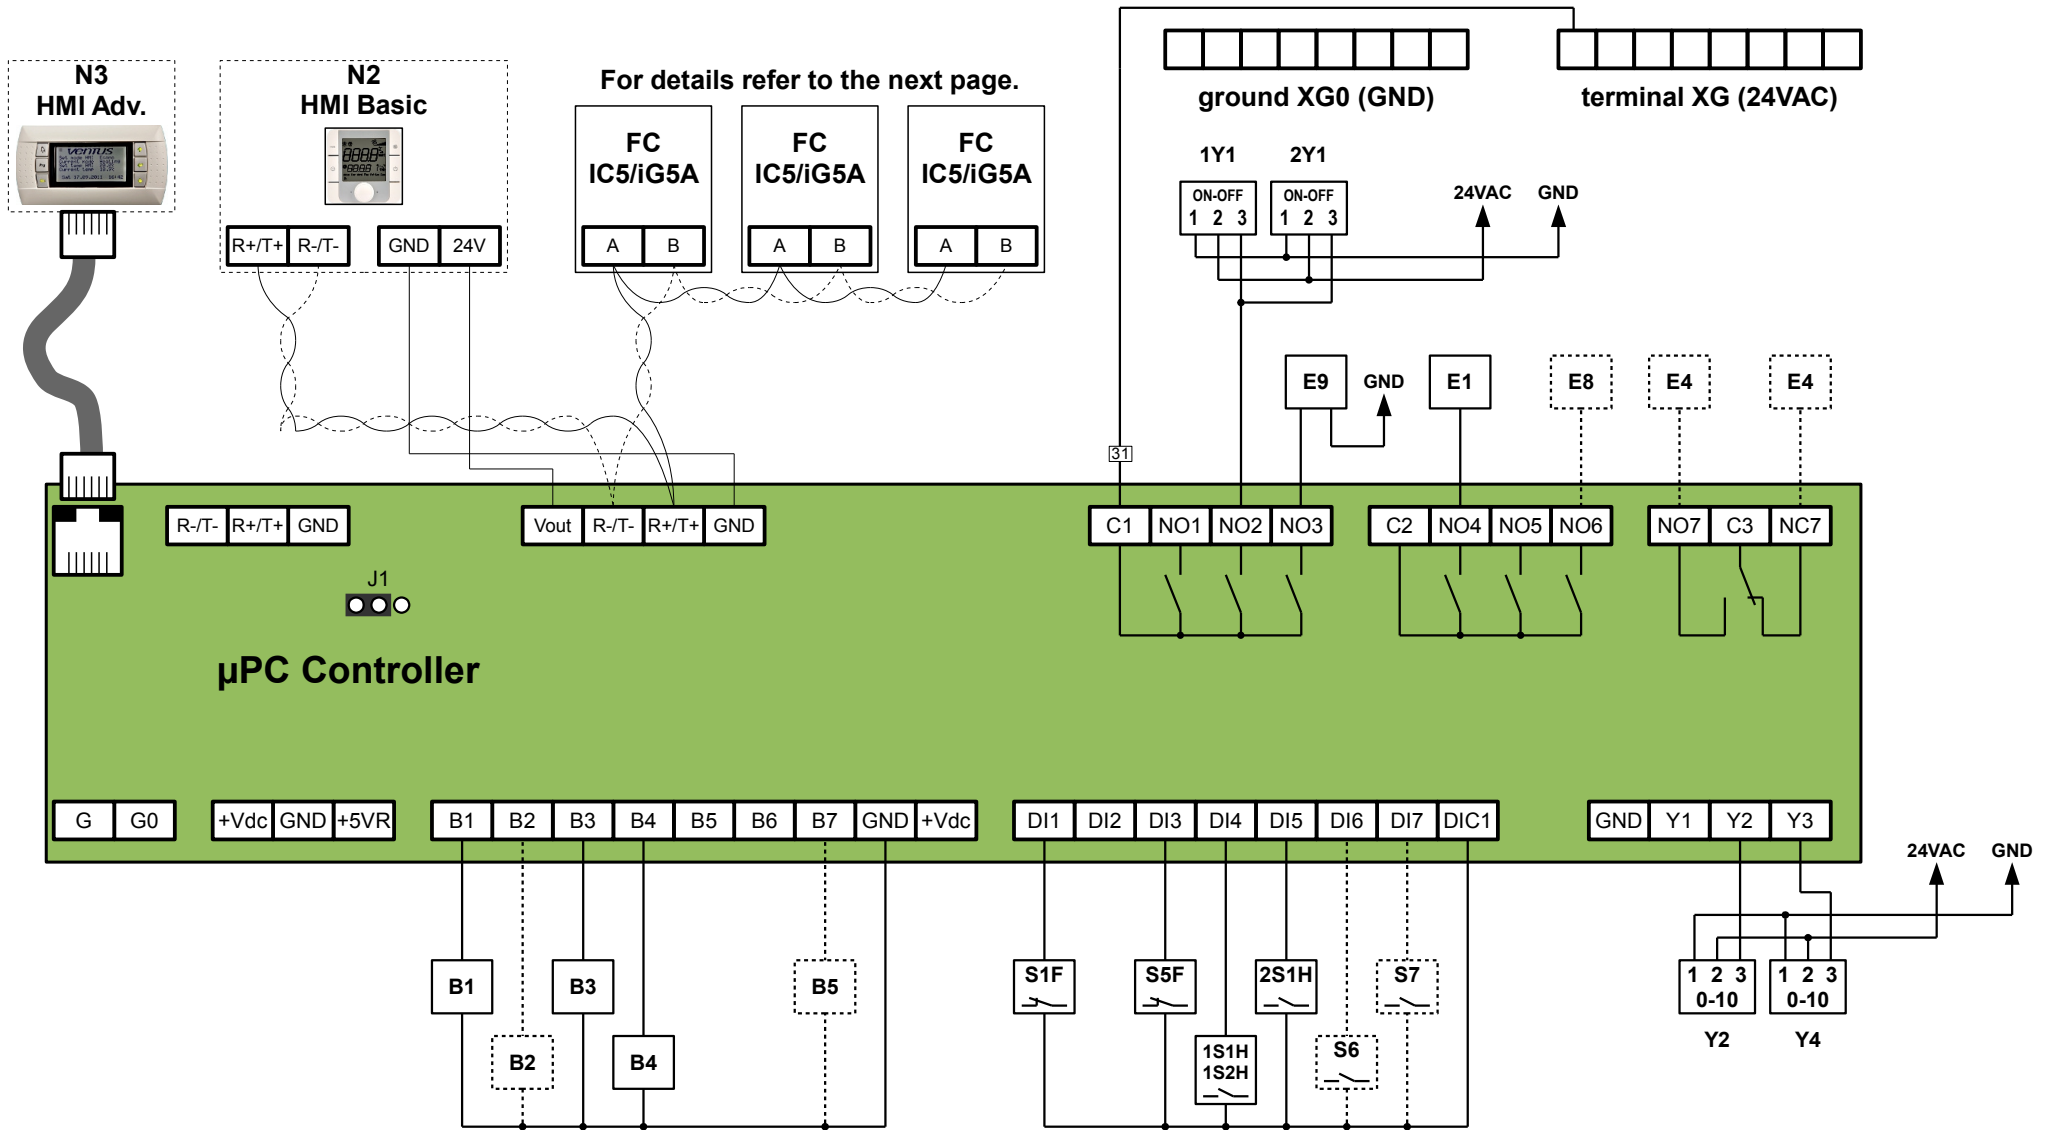 N3
HMI Adv.
VENTUS
N2
HMI Basic
For details refer to the next page.
FC
IC5/iG5A
FC
IC5/iG5A
FC
IC5/iG5A
ground XG0 (GND)
terminal XG (24VAC)
1Y1 2Y1
ON-OFF
1 2 3
ON-OFF
1 2 3
24VAC GND
R+/T+ R-/T- GND 24V
A B A B A B
E9 GND E1 E8 E4 E4
31
R-/T- R+/T+ GND
Vout R-/T- R+/T+ GND
C1 NO1 NO2 NO3
C2 NO4 NO5 NO6
NO7 C3 NC7
J1
µPC Controller
G G0
+Vdc GND +5VR
B1 B2 B3 B4 B5 B6 B7 GND +Vdc
DI1 DI2 DI3 DI4 DI5 DI6 DI7 DIC1
GND Y1 Y2 Y3
24VAC GND
B1 B3 B5
S1F S5F 2S1H S7
1 2 3
0-10
1 2 3
0-10
Y2 Y4
B2 B4
1S1H
1S2H
S6